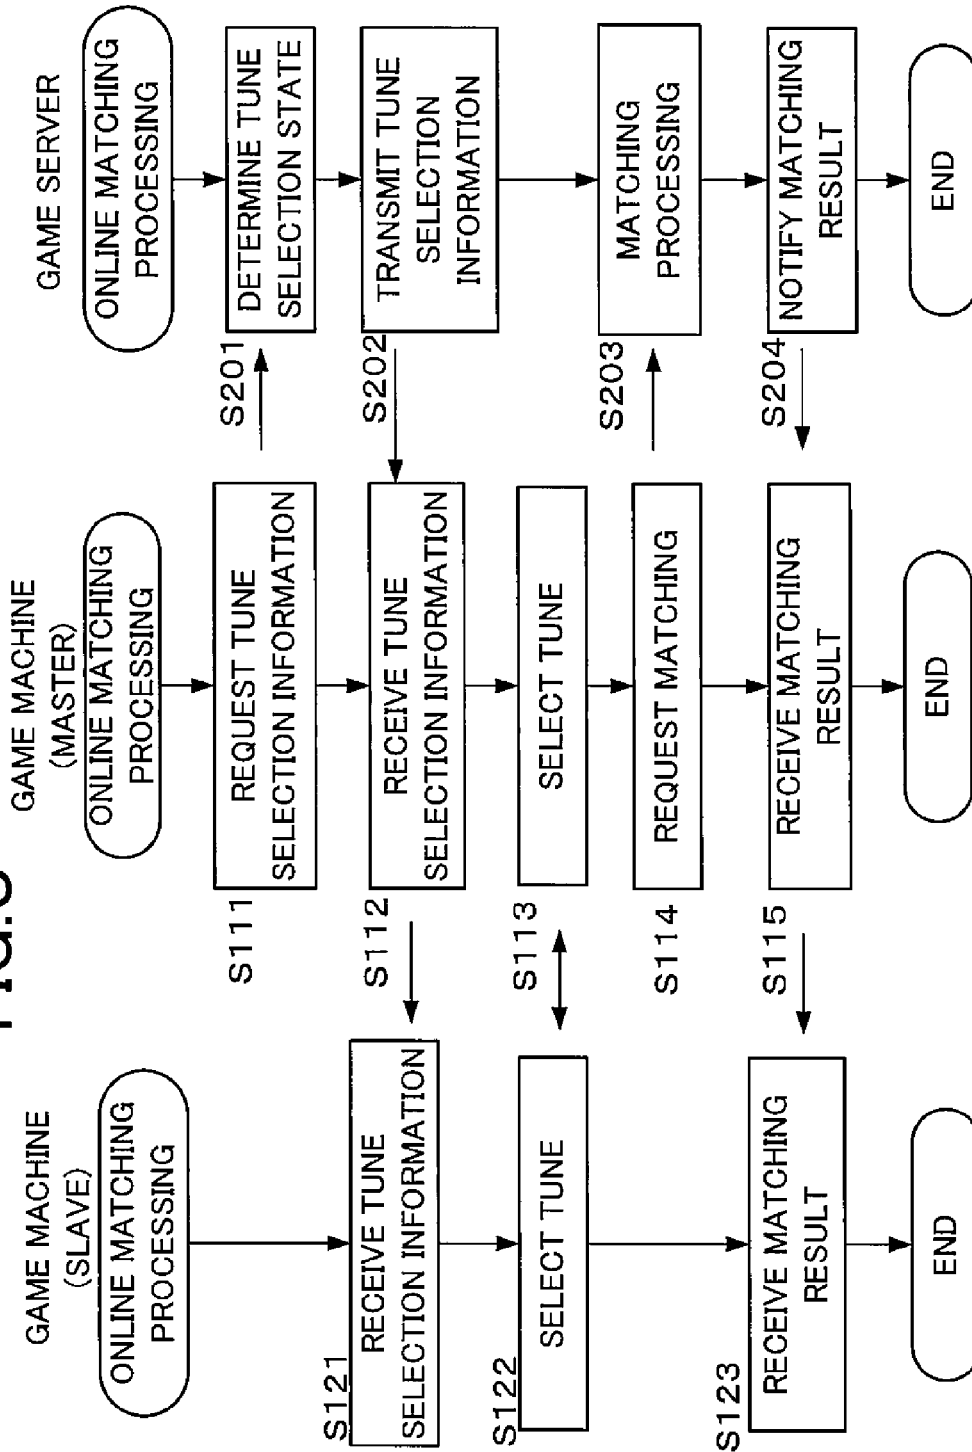 GAME MACHINE
(SLAVE)
ONLINE MATCHING
PROCESSING
S121
RECEIVE TUNE
SELECTION INFORMATION
S122
SELECT TUNE
S123
RECEIVE MATCHING
RESULT
END
GAME MACHINE
(MASTER)
ONLINE MATCHING
PROCESSING
S111
REQUEST TUNE
SELECTION INFORMATION
S112
RECEIVE TUNE
SELECTION INFORMATION
S113
SELECT TUNE
S114
REQUEST MATCHING
S115
RECEIVE MATCHING
RESULT
END
GAME SERVER
ONLINE MATCHING
PROCESSING
S201
DETERMINE TUNE
SELECTION STATE
S202
TRANSMIT TUNE
SELECTION
INFORMATION
S203
MATCHING
PROCESSING
S204
NOTIFY MATCHING
RESULT
END